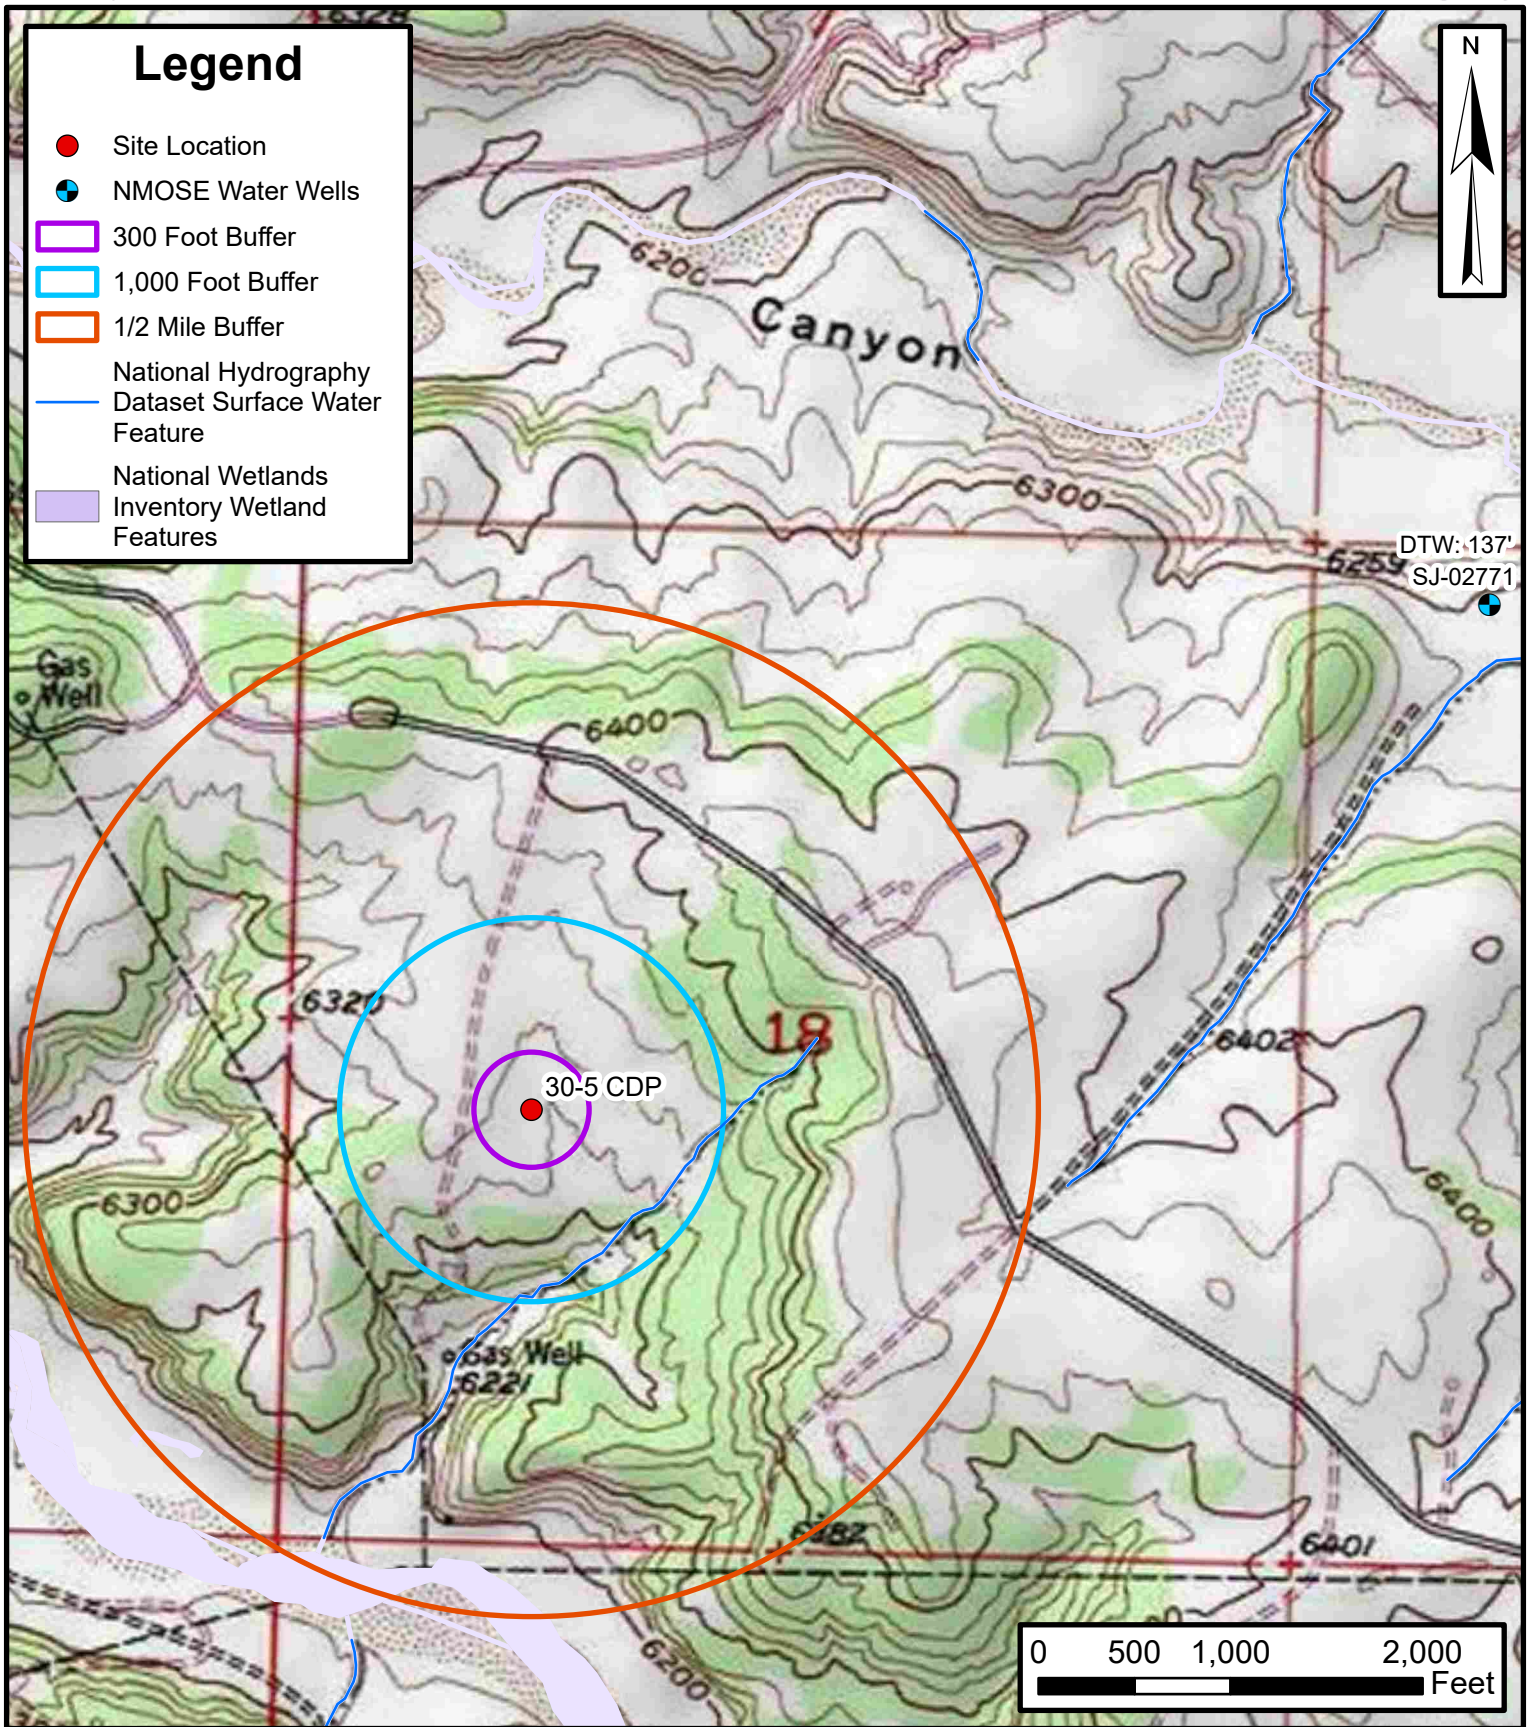 6328
Legend
N
Site Location
NMOSE Water Wells
300 Foot Buffer
1,000 Foot Buffer
1/2 Mile Buffer
National Hydrography
Dataset Surface Water
Feature
National Wetlands
Inventory Wetland
Features
6200
Canyon
6300
DTW: 137'
6259
SJ-02771
Gas
Well
6400
6320
18
30-5 CDP
6402
6300
6400
Gas Well
6221
6382
6401
6200
0 500 1,000 2,000
Feet